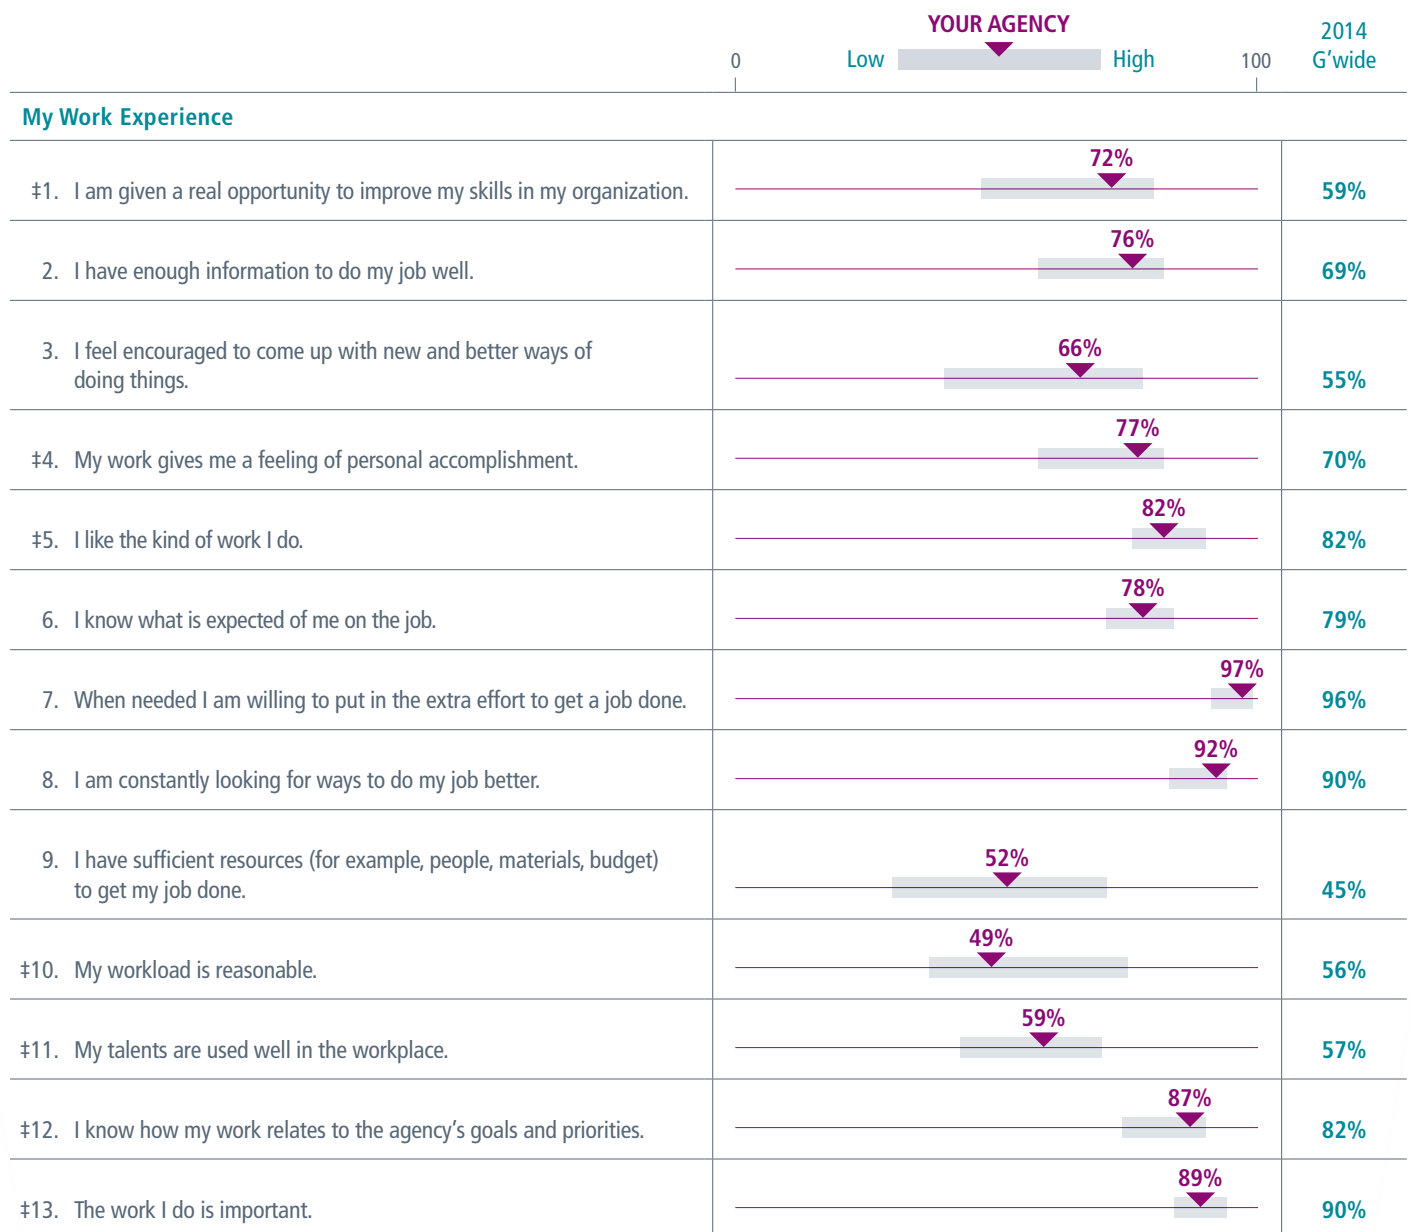 YOUR AGENCY
2014
0 Low High 100 G’wide
My Work Experience
72%
‡1. I am given a real opportunity to improve my skills in my organization. 59%
76%
2. I have enough information to do my job well. 69%
3. I feel encouraged to come up with new and better ways of
66%
doing things. 55%
77%
‡4. My work gives me a feeling of personal accomplishment. 70%
82%
‡5. I like the kind of work I do. 82%
78%
6. I know what is expected of me on the job. 79%
97%
7. When needed I am willing to put in the extra effort to get a job done. 96%
92%
8. I am constantly looking for ways to do my job better. 90%
9. I have sufficient resources (for example, people, materials, budget)
52%
to get my job done. 45%
49%
‡10. My workload is reasonable. 56%
59%
‡11. My talents are used well in the workplace. 57%
87%
‡12. I know how my work relates to the agency’s goals and priorities. 82%
89%
‡13. The work I do is important. 90%